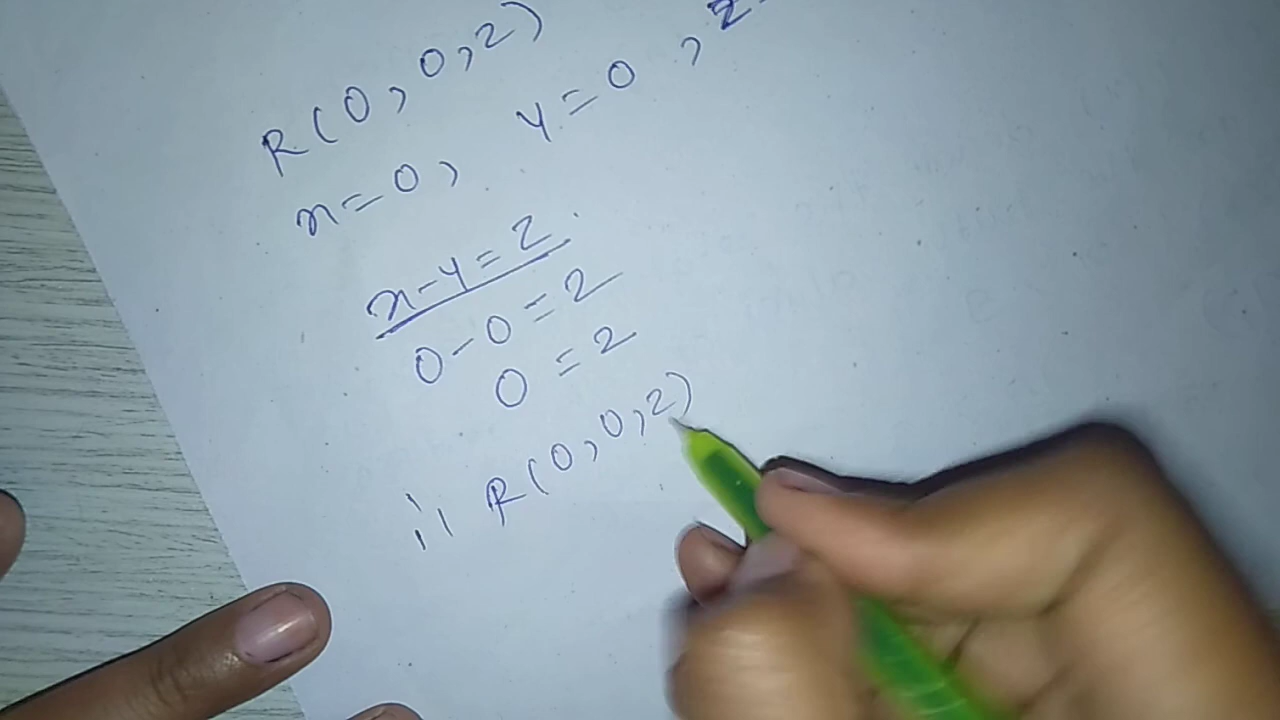 R(0,0,2)
x=0, y=0, z
x-y=2
0-0=2
0=2
R(0,0,2)